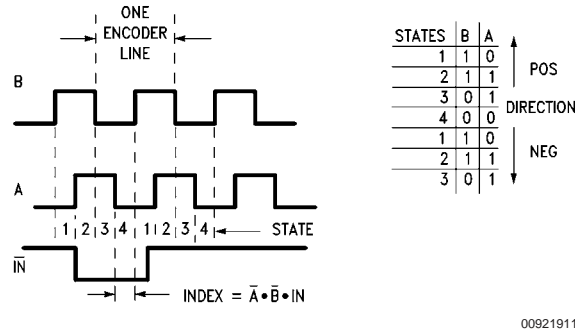 ONE
ENCODER
LINE
B
A
1 2 3 4 1 2 3 4 STATE
I̅N̅
INDEX = A̅•B̅•IN
STATES B A
1 1 0
2 1 1
3 0 1
4 0 0
1 1 0
2 1 1
3 0 1
POS
DIRECTION
NEG
00921911